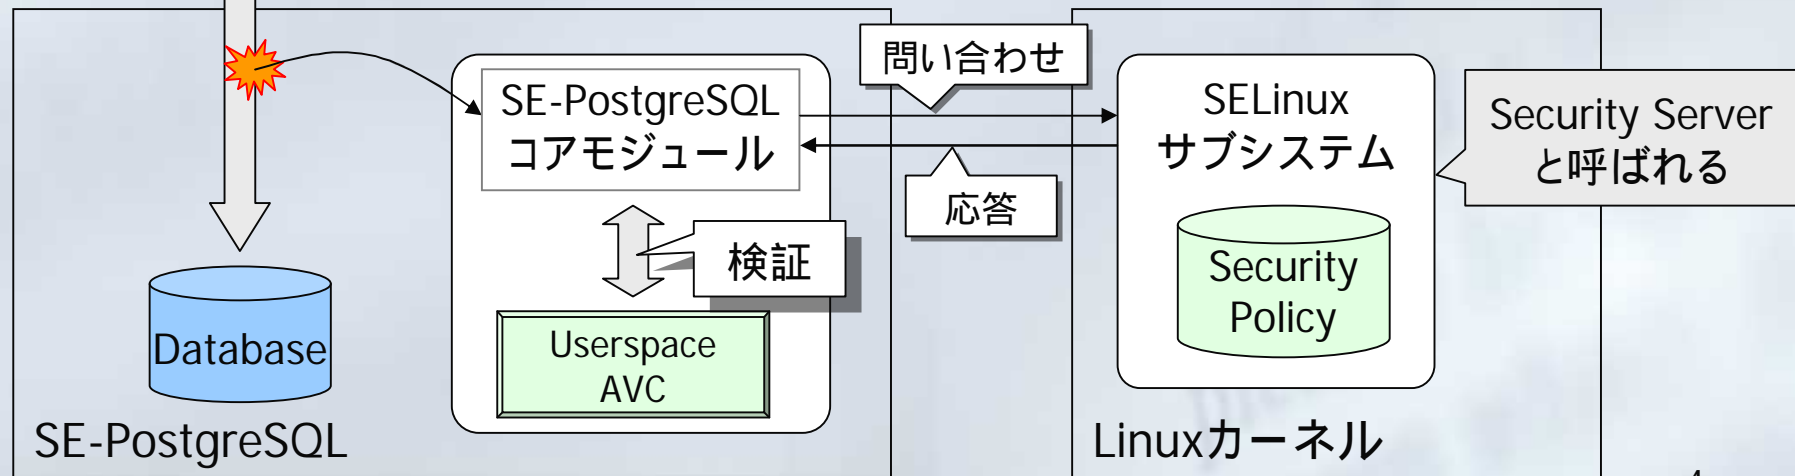 問い合わせ
SE-PostgreSQL
コアモジュール
SELinux
サブシステム
Security Server
と呼ばれる
応答
検証
Security
Policy
Database
Userspace
AVC
SE-PostgreSQL
Linuxカーネル